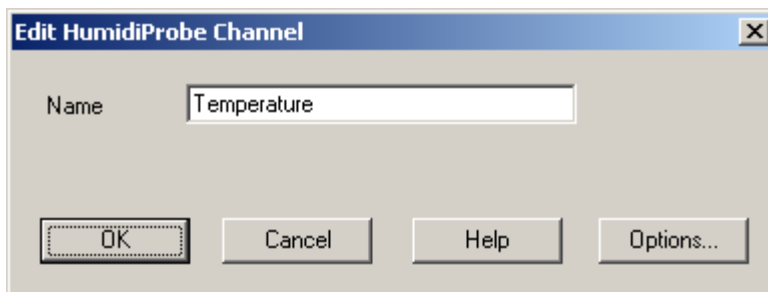 Edit HumidiProbe Channel
Name Temperature
OK Cancel Help Options...